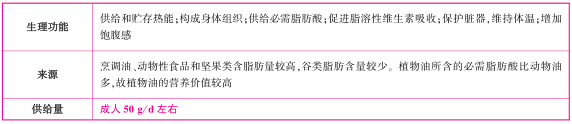 生理功能
供给和贮存热能;构成身体组织;供给必需脂肪酸;促进脂溶性维生素吸收;保护脏器,维持体温;增加
饱腹感
来源
烹调油、动物性食品和坚果类含脂肪量较高,谷类脂肪含量较少。植物油所含的必需脂肪酸比动物油
多,故植物油的营养价值较高
供给量
成人 50 g/d 左右